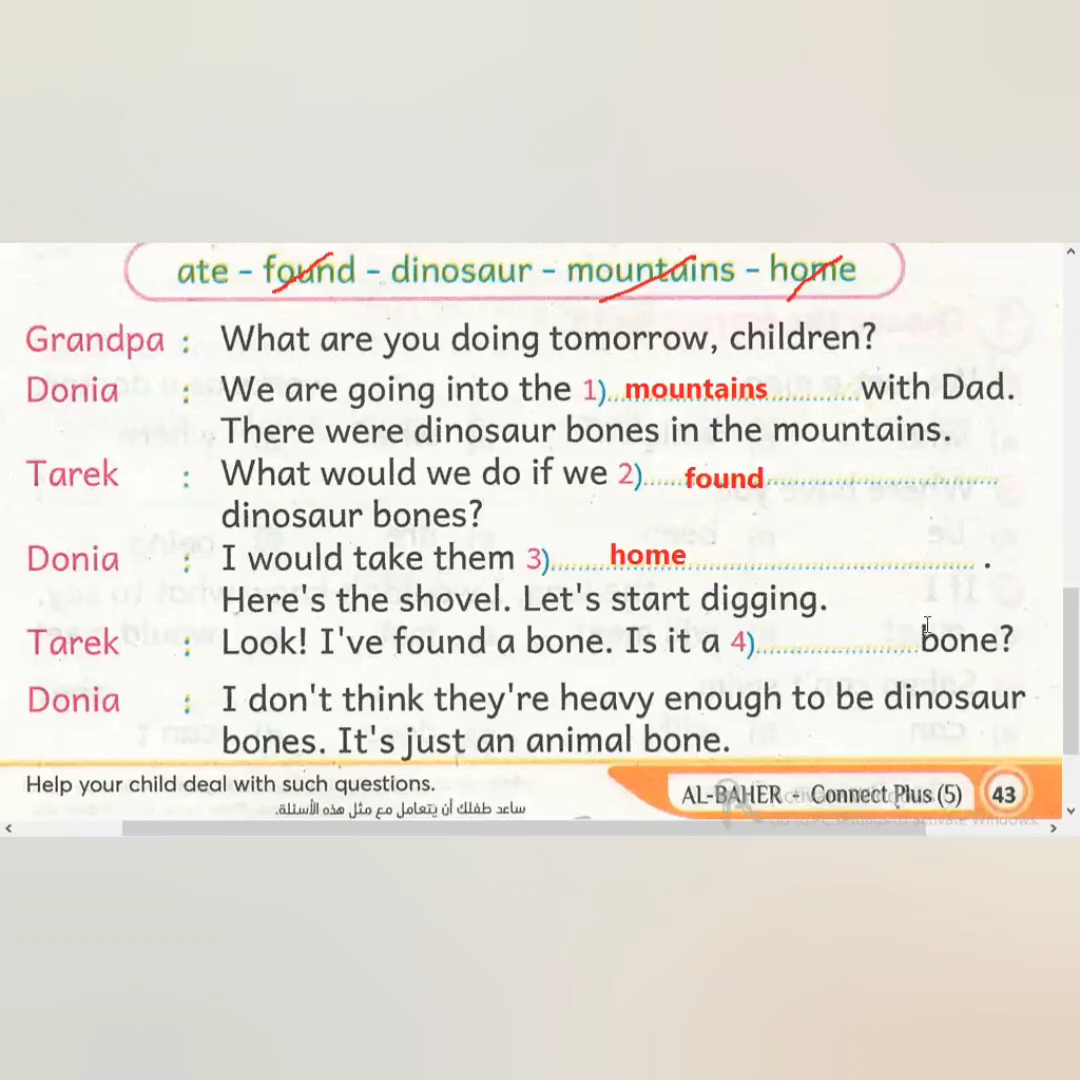 ate - found - dinosaur - mountains - home
Grandpa : What are you doing tomorrow, children?
Donia : We are going into the 1) mountains with Dad.
There were dinosaur bones in the mountains.
Tarek : What would we do if we 2) found
dinosaur bones?
Donia : I would take them 3) home .
Here's the shovel. Let's start digging.
Tarek : Look! I've found a bone. Is it a 4) bone?
Donia : I don't think they're heavy enough to be dinosaur
bones. It's just an animal bone.
Help your child deal with such questions.
ساعد طفلك أن يتعامل مع مثل هذه الأسئلة.
AL-BAHER - Connect Plus (5) 43